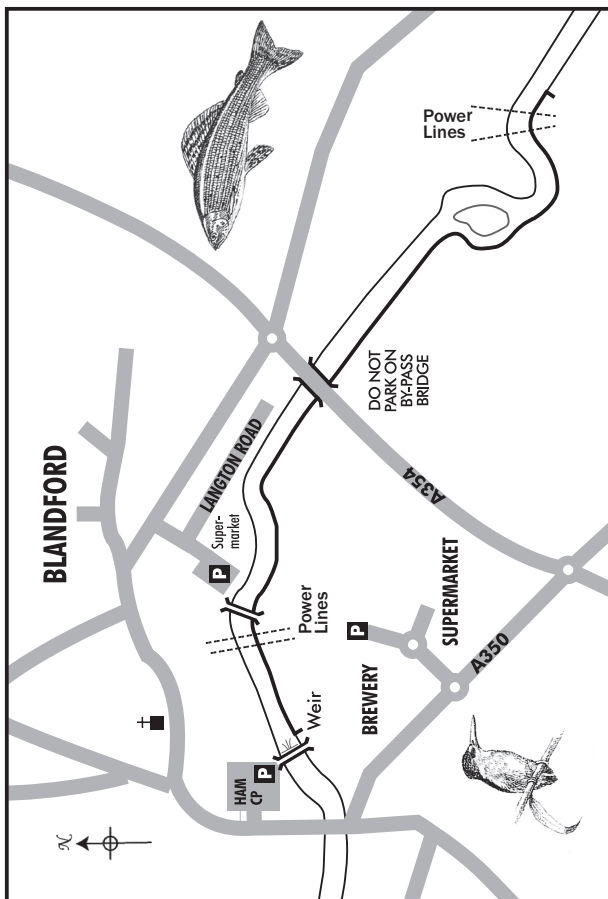 Power
Lines
BLANDFORD
LANGTON ROAD
DO NOT
PARK ON
BY-PASS
BRIDGE
A354
Super-
market
P
Power
Lines
P
SUPERMARKET
BREWERY
A350
Weir
HAM
CP
P
N